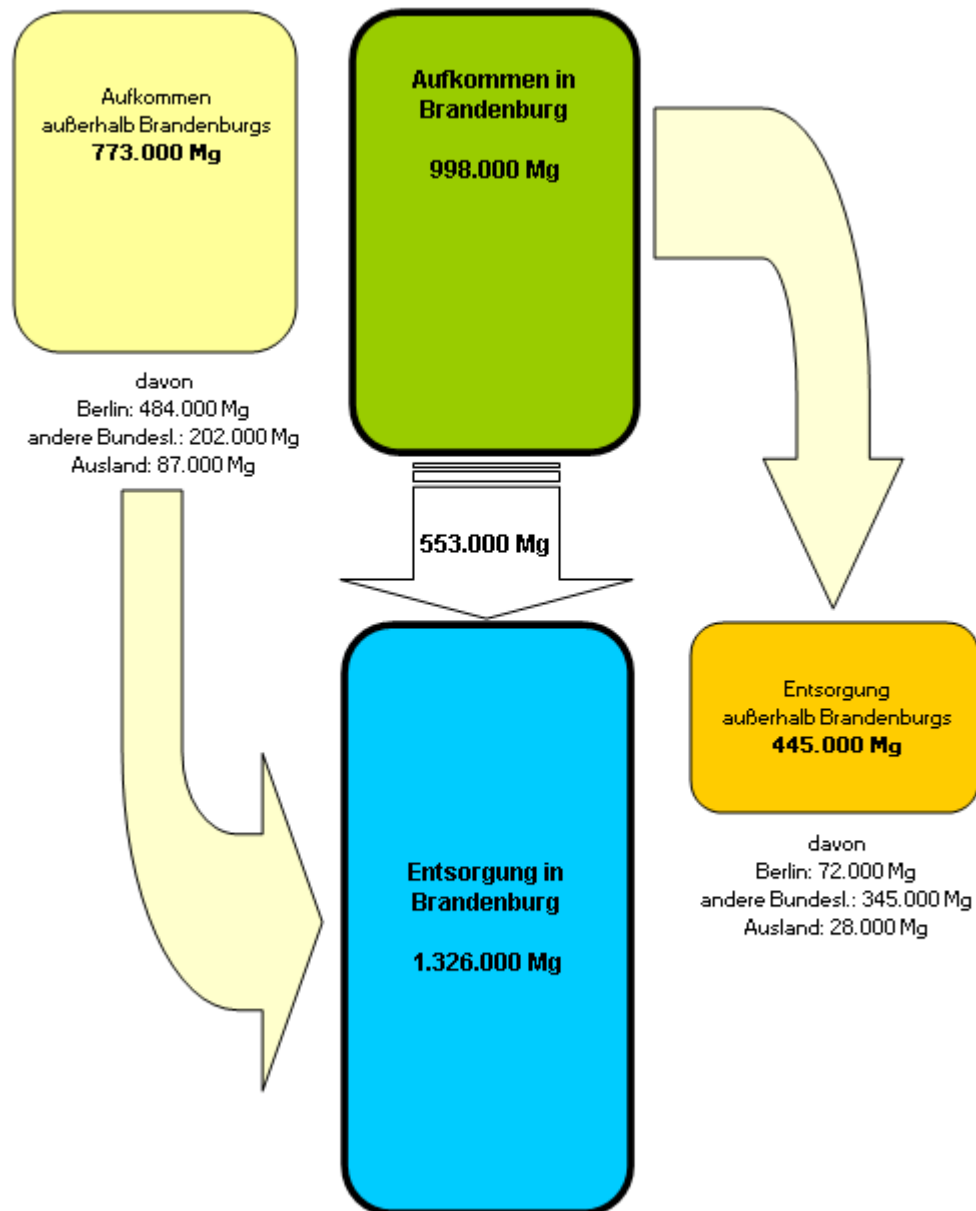 Aufkommen
außerhalb Brandenburgs
773.000 Mg
davon
Berlin: 484.000 Mg
andere Bundesl.: 202.000 Mg
Ausland: 87.000 Mg
Aufkommen in
Brandenburg
998.000 Mg
553.000 Mg
Entsorgung in
Brandenburg
1.326.000 Mg
Entsorgung
außerhalb Brandenburgs
445.000 Mg
davon
Berlin: 72.000 Mg
andere Bundesl.: 345.000 Mg
Ausland: 28.000 Mg